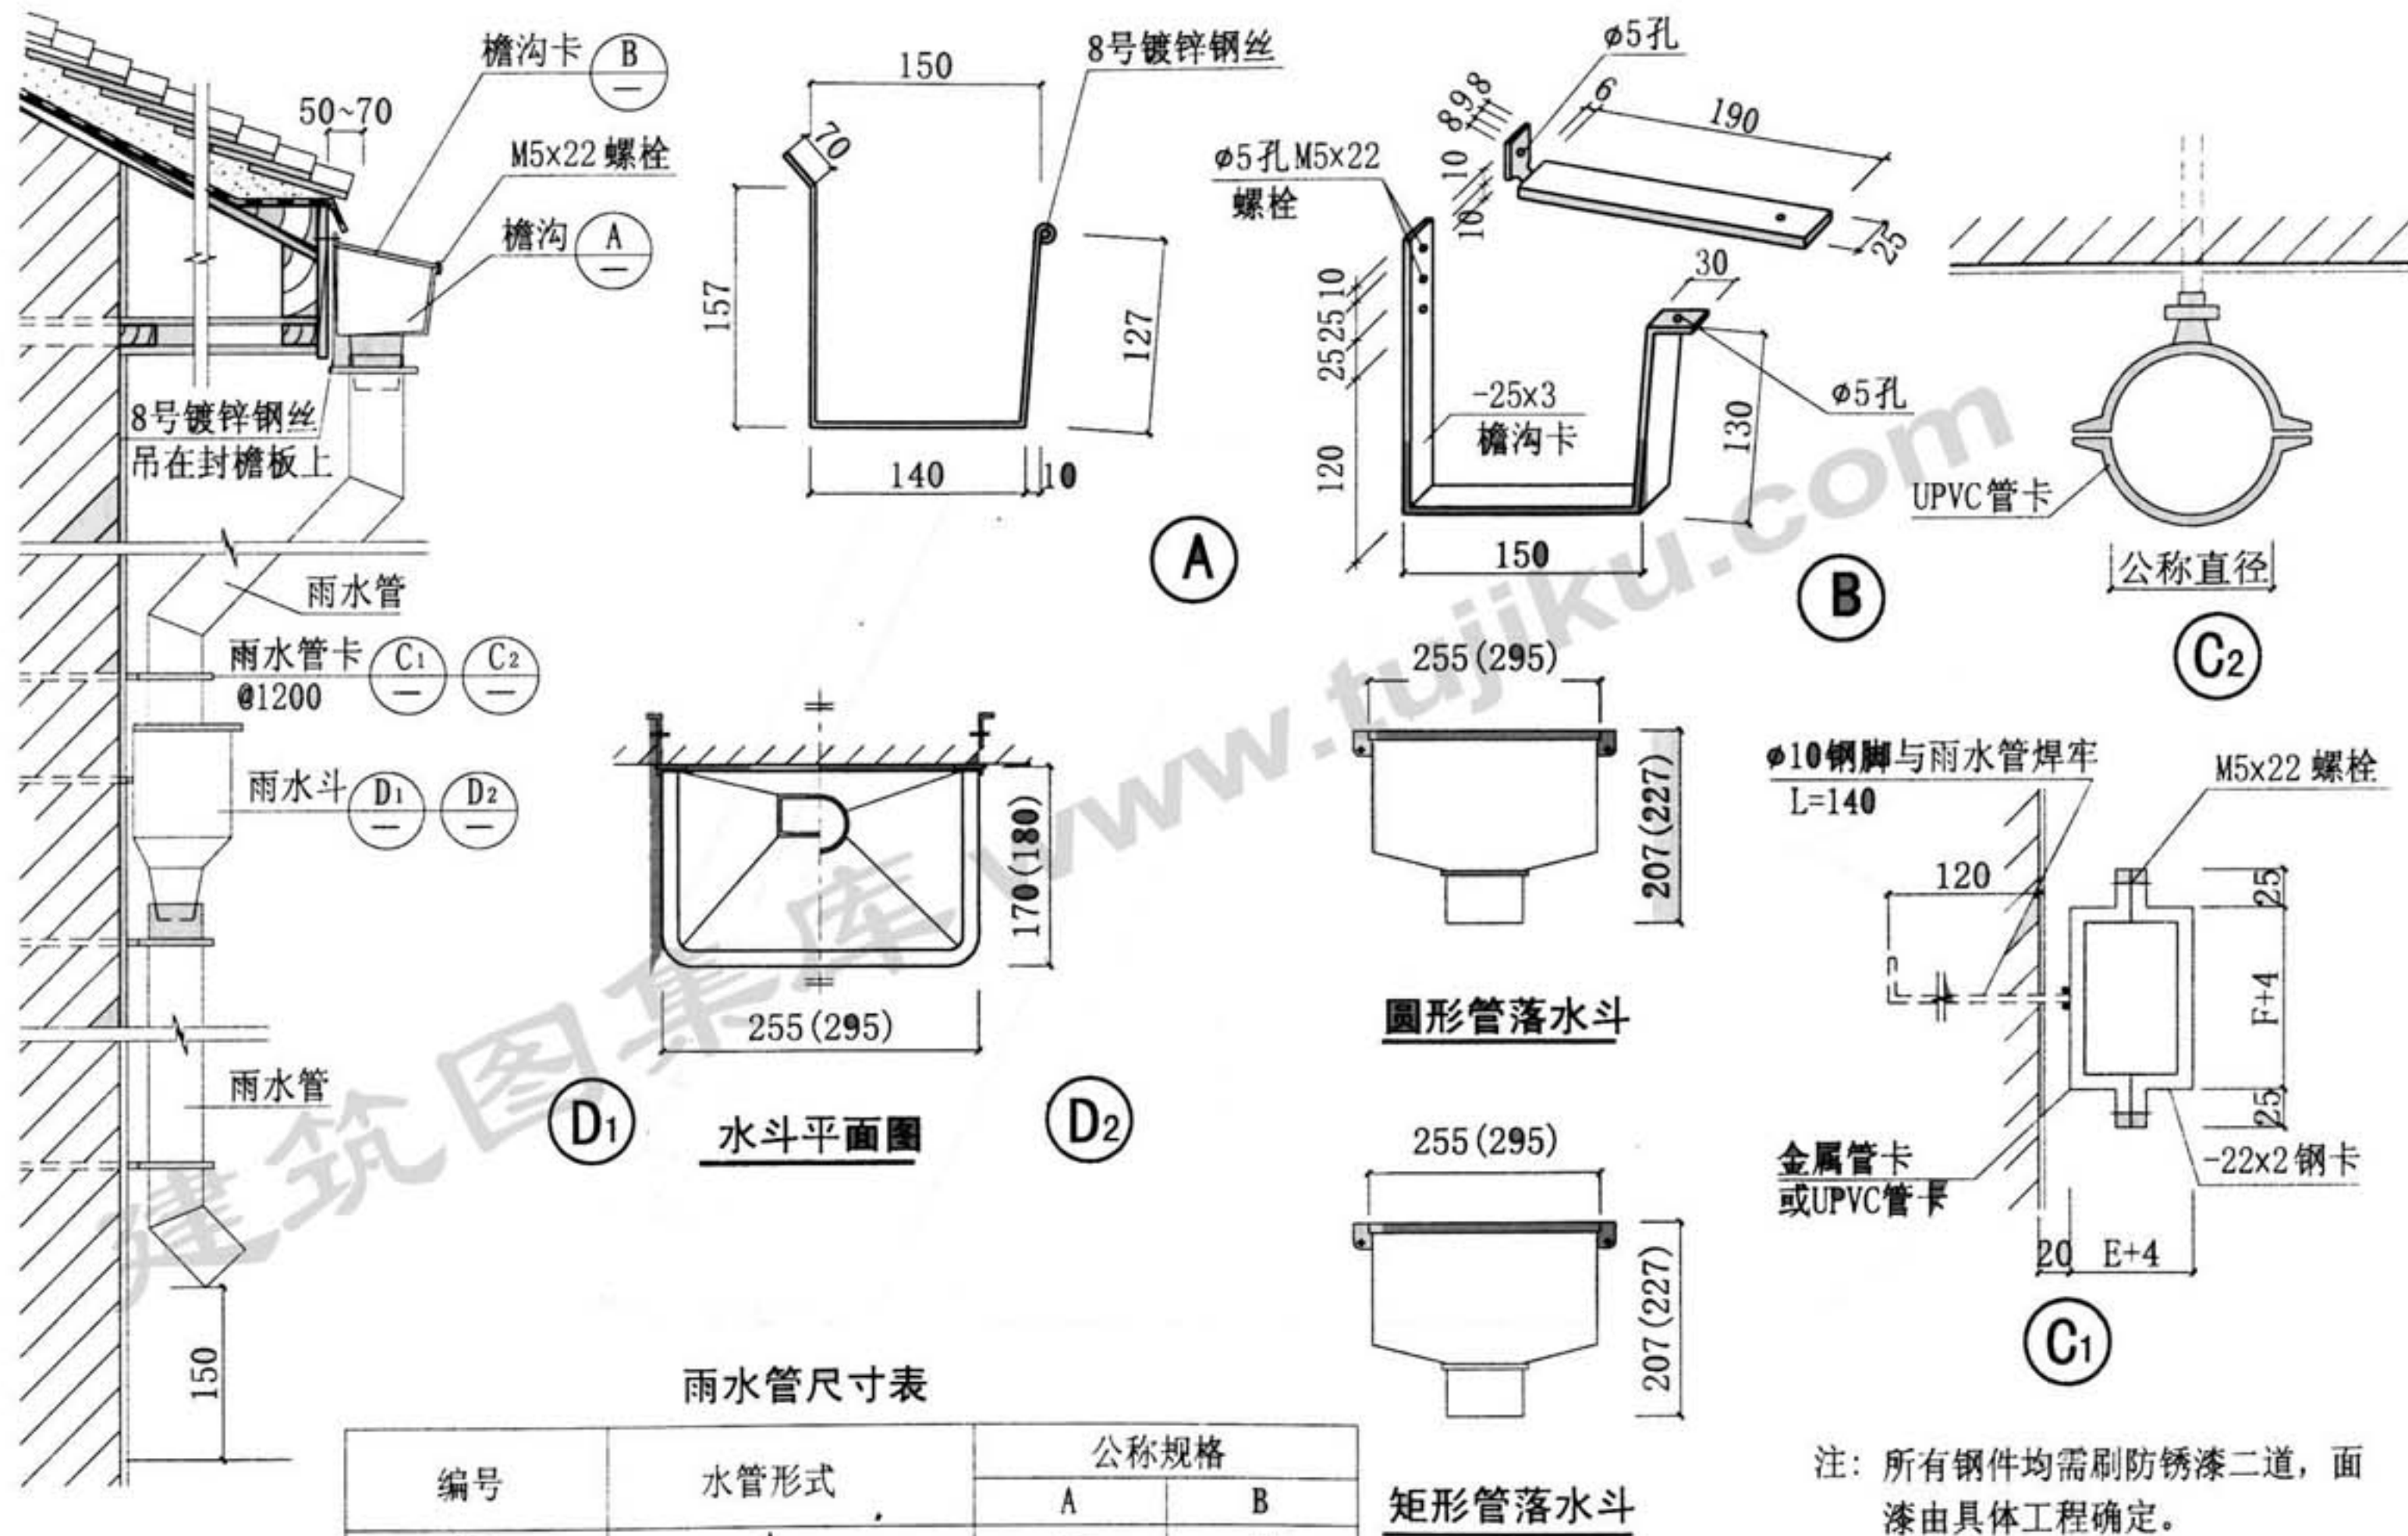 檐沟卡
B
50~70
M5x22 螺栓
檐沟
A
8号镀锌钢丝
吊在封檐板上
雨水管
雨水管卡
@1200
C1
C2
雨水斗
D1
D2
雨水管
150
150
8号镀锌钢丝
70
157
127
140
10
A
ø5孔
8 9 8
6
190
10
10
25
ø5孔 M5x22
螺栓
10
25
25
120
30
-25x3
檐沟卡
ø5孔
130
150
B
UPVC管卡
公称直径
C2
170(180)
255(295)
D1
水斗平面图
D2
255(295)
207(227)
圆形管落水斗
255(295)
207(227)
矩形管落水斗
ø10钢脚与雨水管焊牢
L=140
M5x22 螺栓
120
25
F+4
25
金属管卡
或UPVC管卡
-22x2钢卡
20
E+4
C1
雨水管尺寸表
编号
水管形式
公称规格
A
B
注: 所有钢件均需刷防锈漆二道, 面
漆由具体工程确定。
建筑图集库 www.tujiku.com